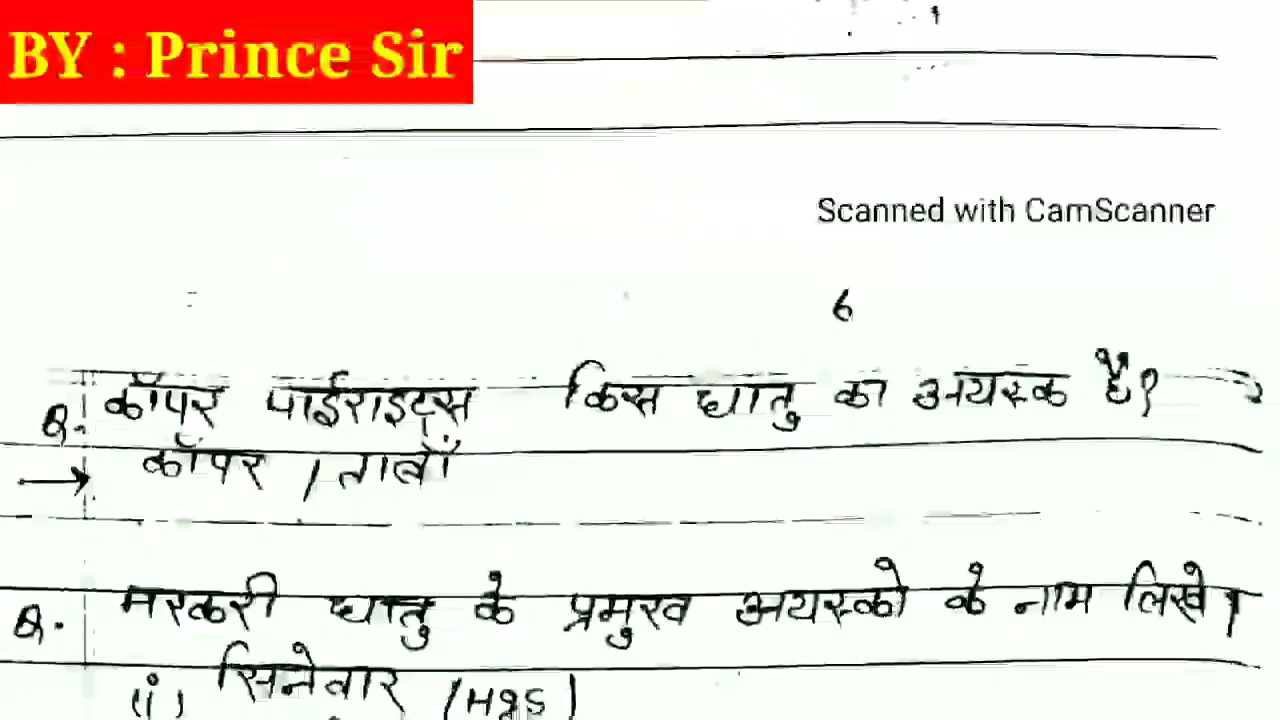 BY : Prince Sir
Scanned with CamScanner
6
Q. कॉपर पाईराइट्स किस धातु का अयस्क है?
→ कॉपर / ताबाँ
Q. मरकरी धातु के प्रमुख अयस्को के नाम लिखे।
(i) सिनेवार (HgS)